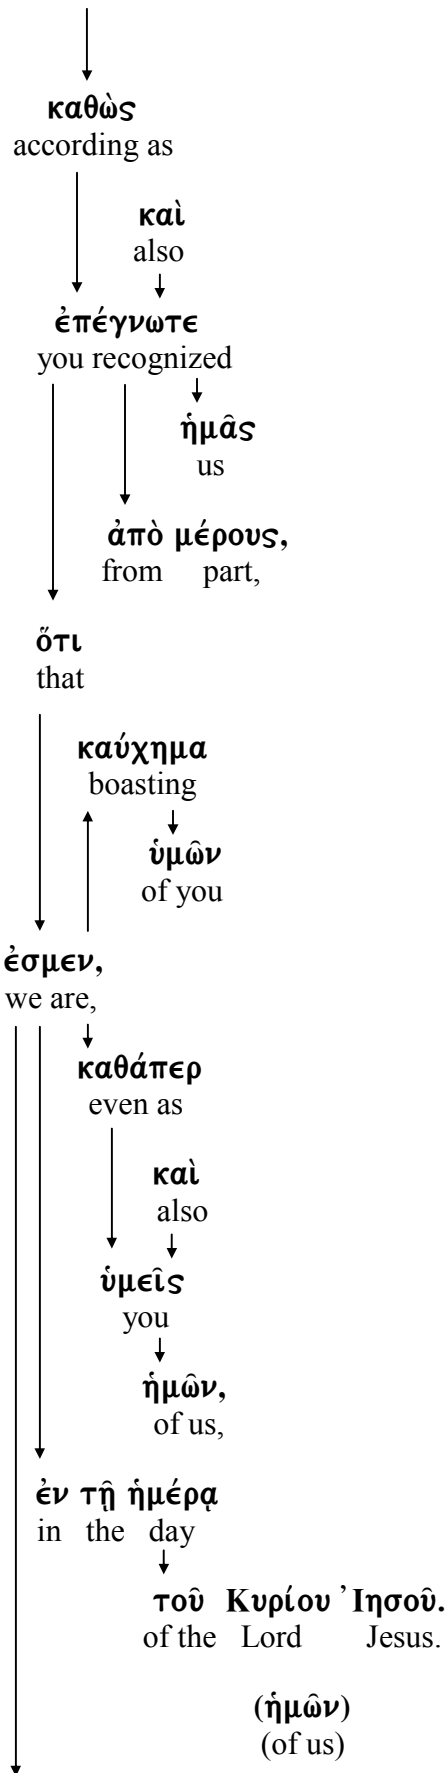 καθὼς
according as
καὶ
also
ἐπέγνωτε
you recognized
ἡμᾶς
us
ἀπὸ μέρους,
from part,
ὅτι
that
καύχημα
boasting
ὑμῶν
of you
ἐσμεν,
we are,
καθάπερ
even as
καὶ
also
ὑμεῖς
you
ἡμῶν,
of us,
ἐν τῇ ἡμέρᾳ
in the day
τοῦ Κυρίου Ἰησοῦ.
of the Lord Jesus.
(ἡμῶν)
(of us)